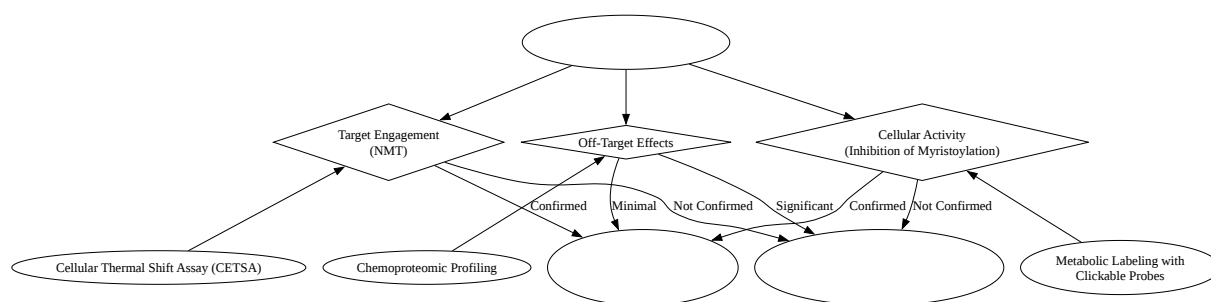 Target Engagement
(NMT)
Off-Target Effects
Cellular Activity
(Inhibition of Myristoylation)
Confirmed
Minimal
Not Confirmed
Significant
Confirmed
Not Confirmed
Cellular Thermal Shift Assay (CETSA)
Chemoproteomic Profiling
Metabolic Labeling with
Clickable Probes